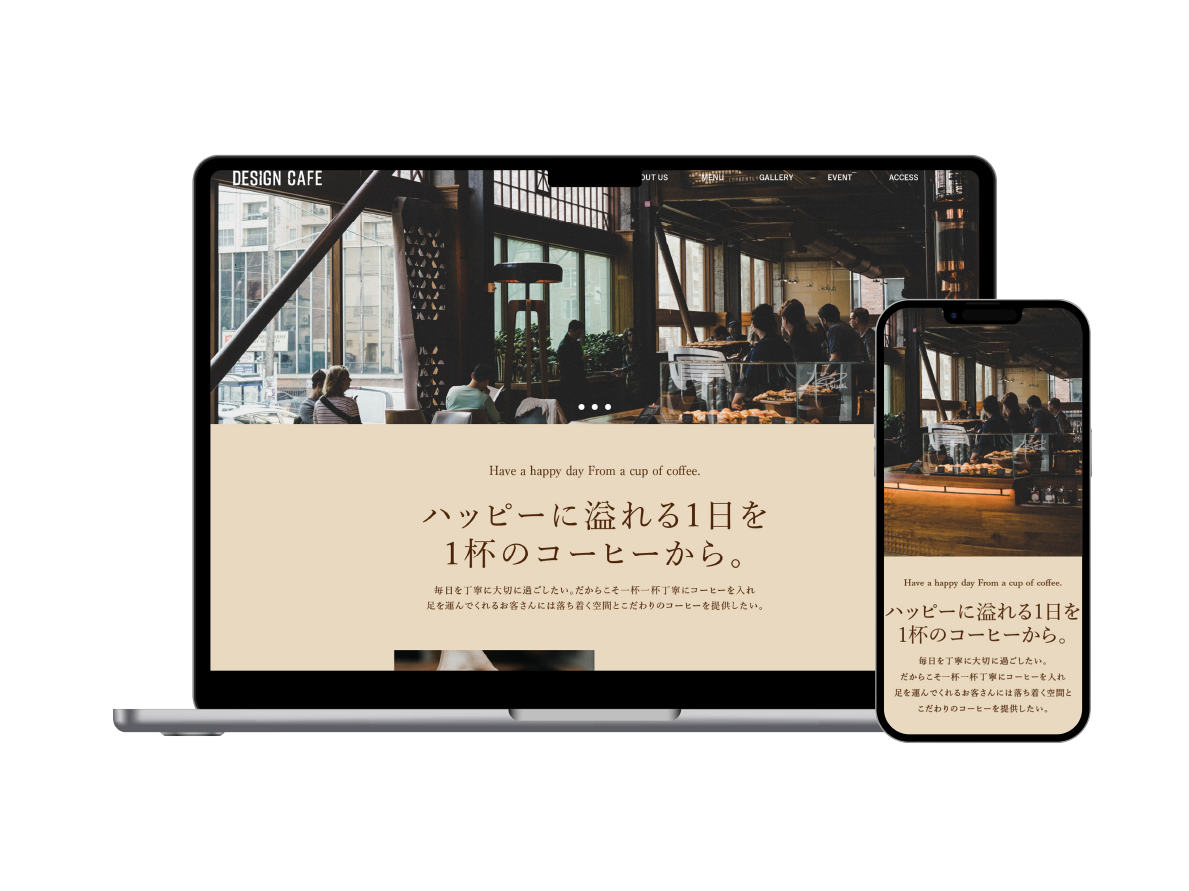 DESIGN CAFE
OUT US MENU GALLERY EVENT ACCESS
Have a happy day From a cup of coffee.
ハッピーに溢れる1日を
1杯のコーヒーから。
毎日を丁寧に大切に過ごしたい。だからこそ一杯一杯丁寧にコーヒーを入れ
足を運んでくれるお客さんには落ち着く空間とこだわりのコーヒーを提供したい。
Have a happy day From a cup of coffee.
ハッピーに溢れる1日を
1杯のコーヒーから。
毎日を丁寧に大切に過ごしたい。
だからこそ一杯一杯丁寧にコーヒーを入れ
足を運んでくれるお客さんには落ち着く空間と
こだわりのコーヒーを提供したい。